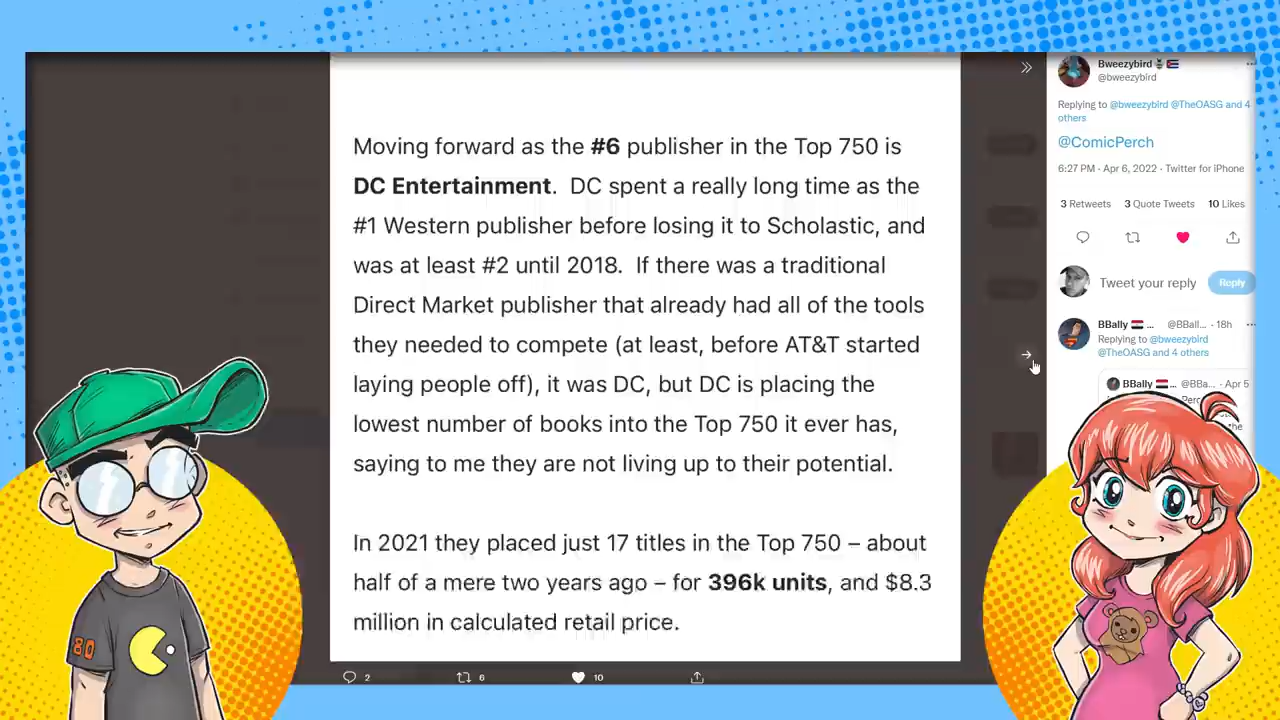 Moving forward as the #6 publisher in the Top 750 is
DC Entertainment. DC spent a really long time as the
#1 Western publisher before losing it to Scholastic, and
was at least #2 until 2018. If there was a traditional
Direct Market publisher that already had all of the tools
they needed to compete (at least, before AT&T started
laying people off), it was DC, but DC is placing the
lowest number of books into the Top 750 it ever has,
saying to me they are not living up to their potential.
In 2021 they placed just 17 titles in the Top 750 – about
half of a mere two years ago – for 396k units, and $8.3
million in calculated retail price.
2 6 10
Bweezybird
@bweezybird
Replying to @bweezybird @TheOASG and 4
others
@ComicPerch
6:27 PM · Apr 6, 2022 · Twitter for iPhone
3 Retweets 3 Quote Tweets 10 Likes
Tweet your reply Reply
BBally ... @BBall... · 18h
Replying to @bweezybird
@TheOASG and 4 others
BBally ... @BBa... · Apr 5
80